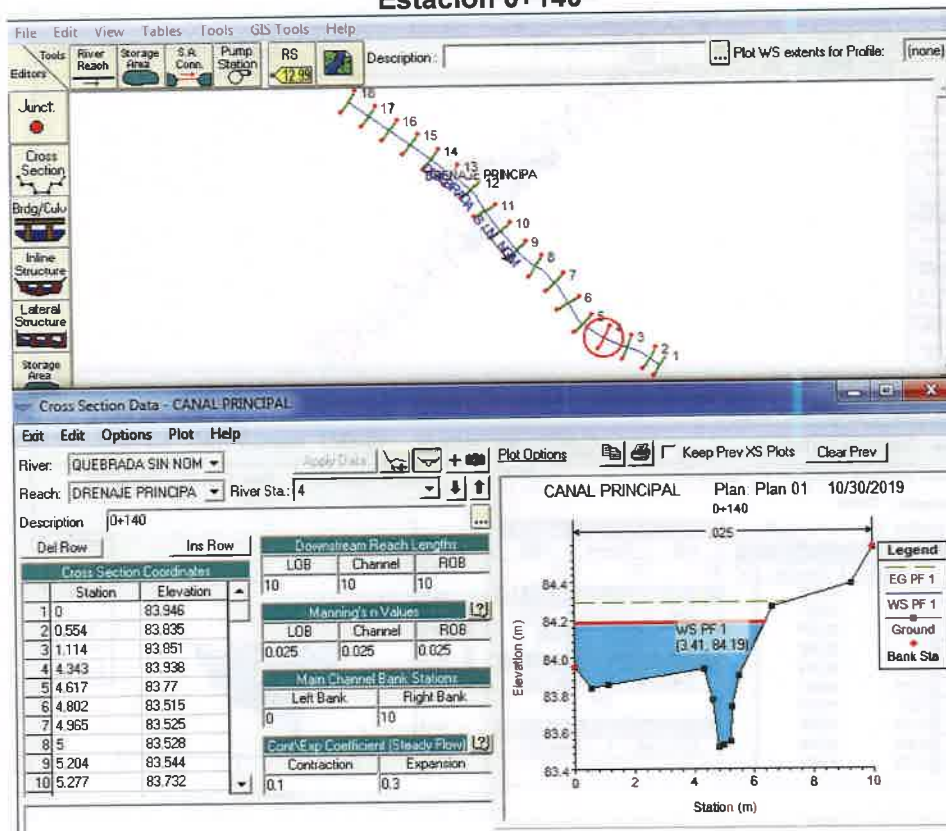 Estación 0+140
File Edit View Tables Tools GIS Tools Help
Tools
Editors
River Reach
Storage Area
S.A. Conn.
Pump Station
RS
12.99
Description :
... Plot WS extents for Profile: (none)
Junct.
Cross Section
Brdg/Culv
Inline Structure
Lateral Structure
Storage Area
18
17
16
15
14
13
DRENAJE PRINCIPA
12
QUEBRADA SIN NOM
11
10
9
8
7
6
5
4
3
2
1
Cross Section Data - CANAL PRINCIPAL
Exit Edit Options Plot Help
River: QUEBRADA SIN NOM
Apply Data
Plot Options
Keep Prev XS Plots
Clear Prev
Reach: DRENAJE PRINCIPA River Sta.: 4
Description 0+140 ...
Del Row Ins Row
Cross Section Coordinates
Station Elevation
1 0 83.946
2 0.554 83.835
3 1.114 83.851
4 4.343 83.938
5 4.617 83.77
6 4.802 83.515
7 4.965 83.525
8 5 83.528
9 5.204 83.544
10 5.277 83.732
Downstream Reach Lengths
LOB Channel ROB
10 10 10
Manning's n Values ?
LOB Channel ROB
0.025 0.025 0.025
Main Channel Bank Stations
Left Bank Right Bank
0 10
Cont\Exp Coefficient (Steady Flow) ?
Contraction Expansion
0.1 0.3
CANAL PRINCIPAL Plan: Plan 01 10/30/2019
0+140
.025
Elevation (m)
84.4
84.2
84.0
83.8
83.6
83.4
WS PF 1
(3.41, 84.19)
0 2 4 6 8 10
Station (m)
Legend
EG PF 1
WS PF 1
Ground
Bank Sta